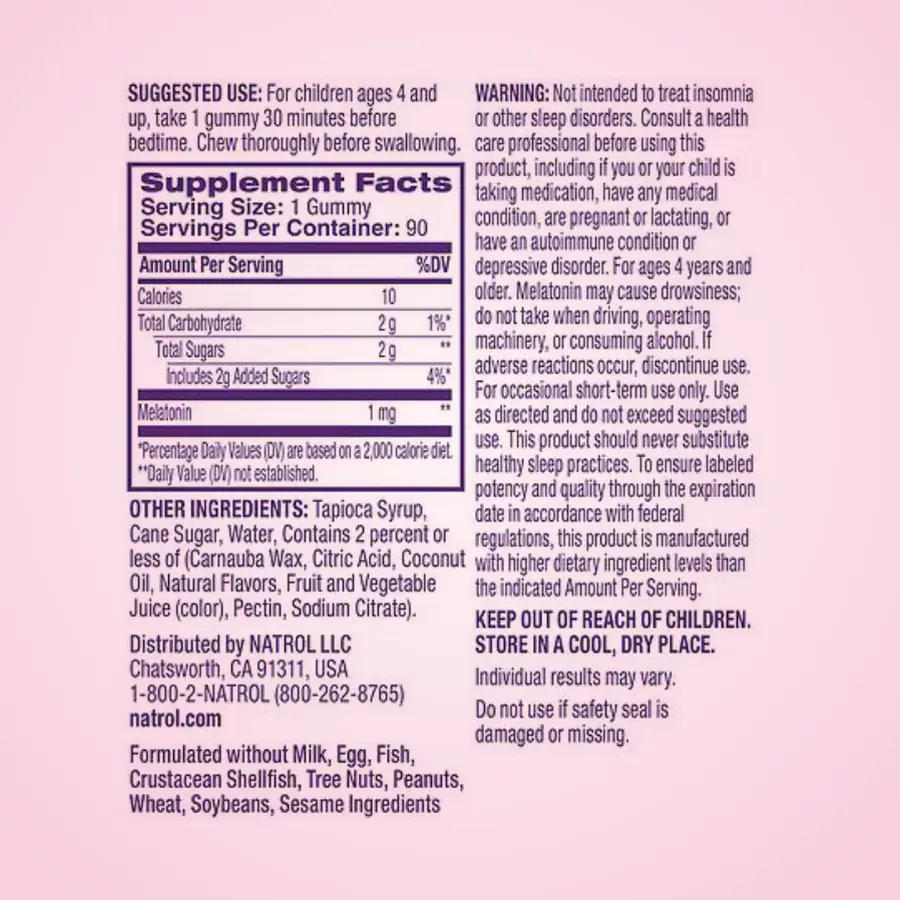 SUGGESTED USE: For children ages 4 and
up, take 1 gummy 30 minutes before
bedtime. Chew thoroughly before swallowing.
Supplement Facts
Serving Size: 1 Gummy
Servings Per Container: 90
Amount Per Serving %DV
Calories 10
Total Carbohydrate 2 g 1%*
Total Sugars 2 g **
Includes 2g Added Sugars 4%*
Melatonin 1 mg **
*Percentage Daily Values (DV) are based on a 2,000 calorie diet.
**Daily Value (DV) not established.
OTHER INGREDIENTS: Tapioca Syrup,
Cane Sugar, Water, Contains 2 percent or
less of (Carnauba Wax, Citric Acid, Coconut
Oil, Natural Flavors, Fruit and Vegetable
Juice (color), Pectin, Sodium Citrate).
Distributed by NATROL LLC
Chatsworth, CA 91311, USA
1-800-2-NATROL (800-262-8765)
natrol.com
Formulated without Milk, Egg, Fish,
Crustacean Shellfish, Tree Nuts, Peanuts,
Wheat, Soybeans, Sesame Ingredients
WARNING: Not intended to treat insomnia
or other sleep disorders. Consult a health
care professional before using this
product, including if you or your child is
taking medication, have any medical
condition, are pregnant or lactating, or
have an autoimmune condition or
depressive disorder. For ages 4 years and
older. Melatonin may cause drowsiness;
do not take when driving, operating
machinery, or consuming alcohol. If
adverse reactions occur, discontinue use.
For occasional short-term use only. Use
as directed and do not exceed suggested
use. This product should never substitute
healthy sleep practices. To ensure labeled
potency and quality through the expiration
date in accordance with federal
regulations, this product is manufactured
with higher dietary ingredient levels than
the indicated Amount Per Serving.
KEEP OUT OF REACH OF CHILDREN.
STORE IN A COOL, DRY PLACE.
Individual results may vary.
Do not use if safety seal is
damaged or missing.